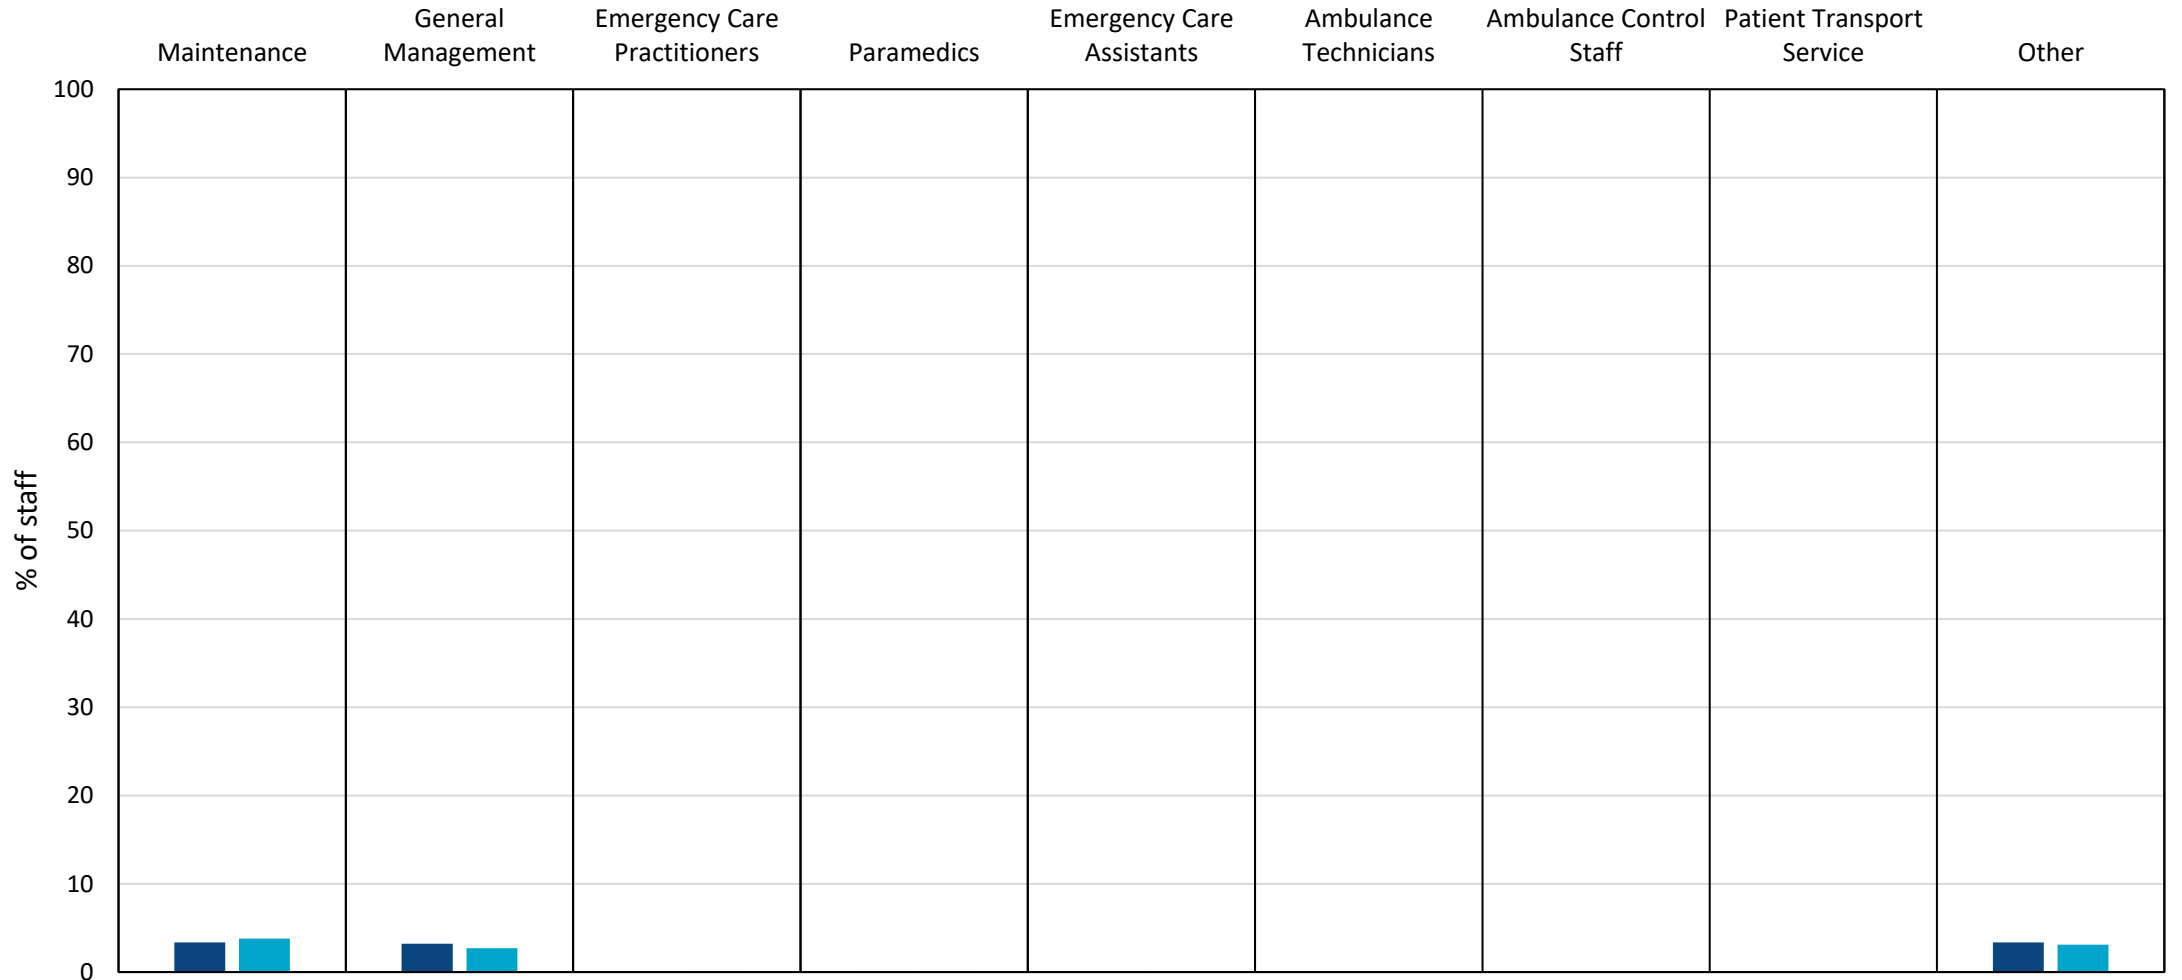 Maintenance
General
Management
Emergency Care
Practitioners
Paramedics
Emergency Care
Assistants
Ambulance
Technicians
Ambulance Control
Staff
Patient Transport
Service
Other
% of staff
100
90
80
70
60
50
40
30
20
10
0